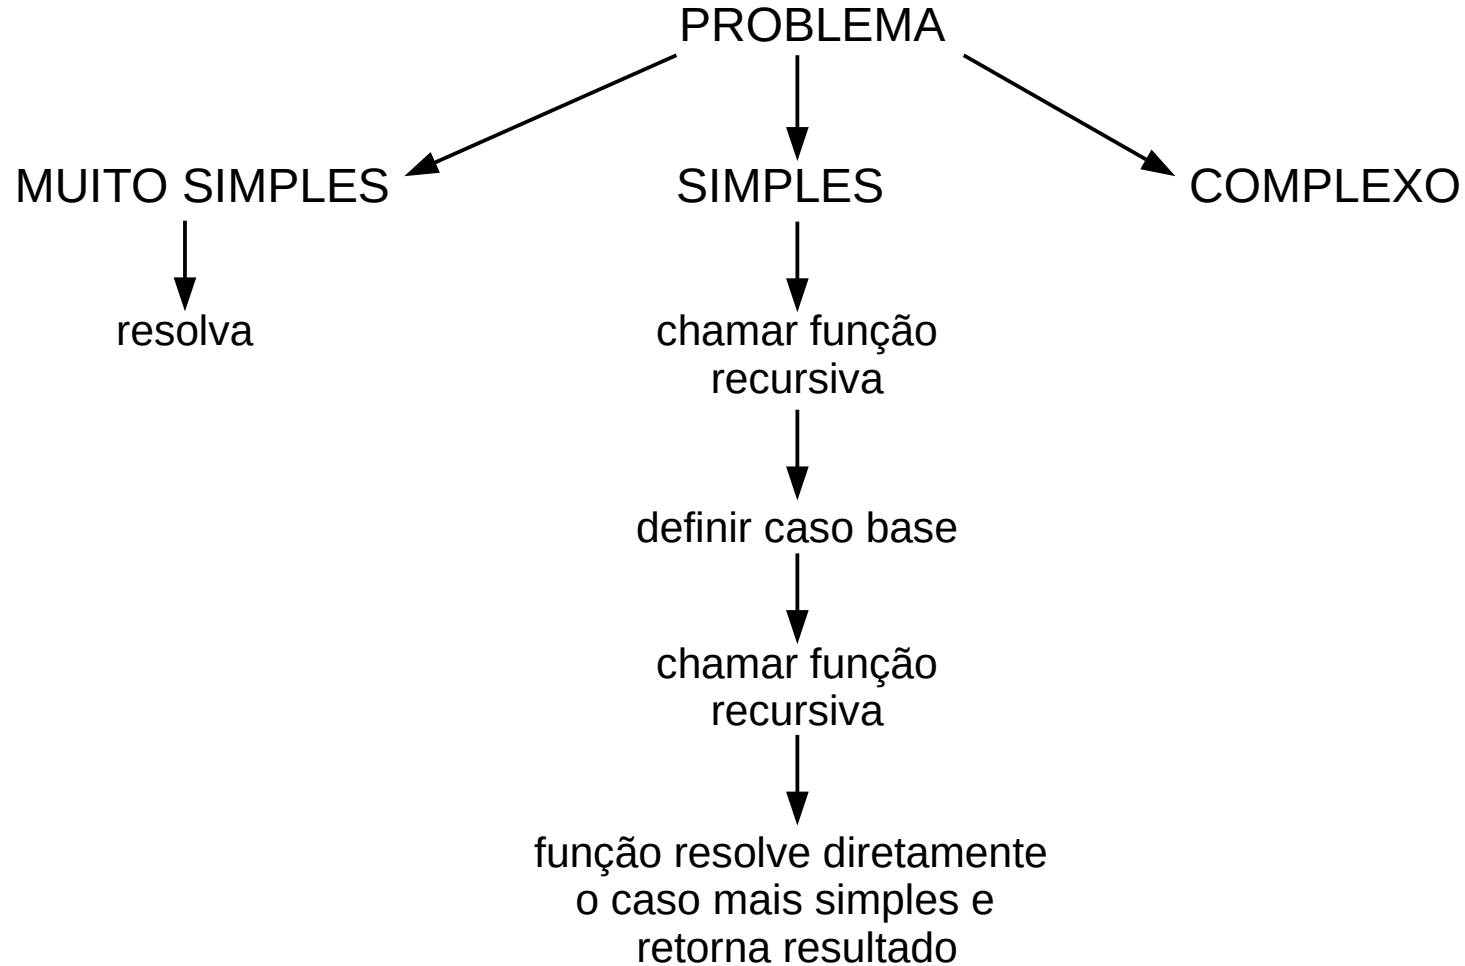 PROBLEMA
MUITO SIMPLES
SIMPLES
COMPLEXO
resolva
chamar função
recursiva
definir caso base
chamar função
recursiva
função resolve diretamente
o caso mais simples e
retorna resultado